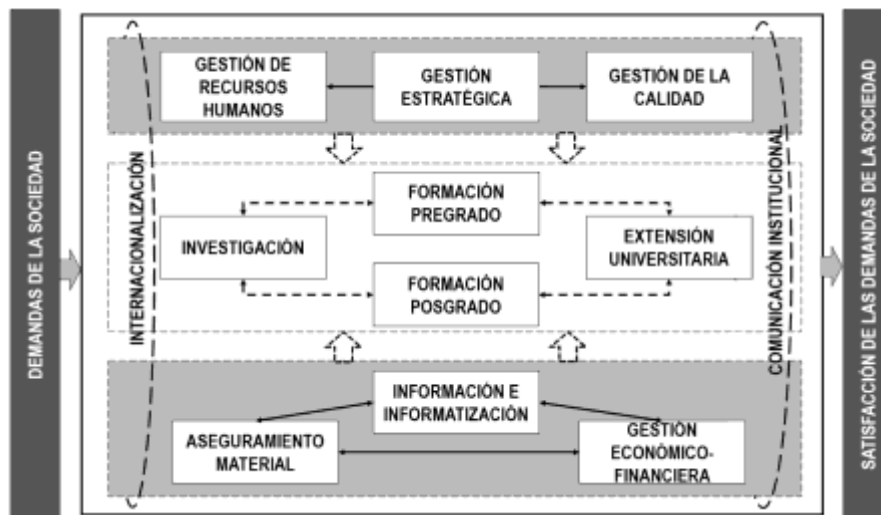 DEMANDAS DE LA SOCIEDAD
INTERNACIONALIZACIÓN
GESTIÓN DE
RECURSOS
HUMANOS
GESTIÓN
ESTRATÉGICA
GESTIÓN DE LA
CALIDAD
FORMACIÓN
PREGRADO
INVESTIGACIÓN
EXTENSIÓN
UNIVERSITARIA
FORMACIÓN
POSGRADO
INFORMACIÓN E
INFORMATIZACIÓN
ASEGURAMIENTO
MATERIAL
GESTIÓN
ECONÓMICO-
FINANCIERA
COMUNICACIÓN INSTITUCIONAL
SATISFACCIÓN DE LAS DEMANDAS DE LA SOCIEDAD